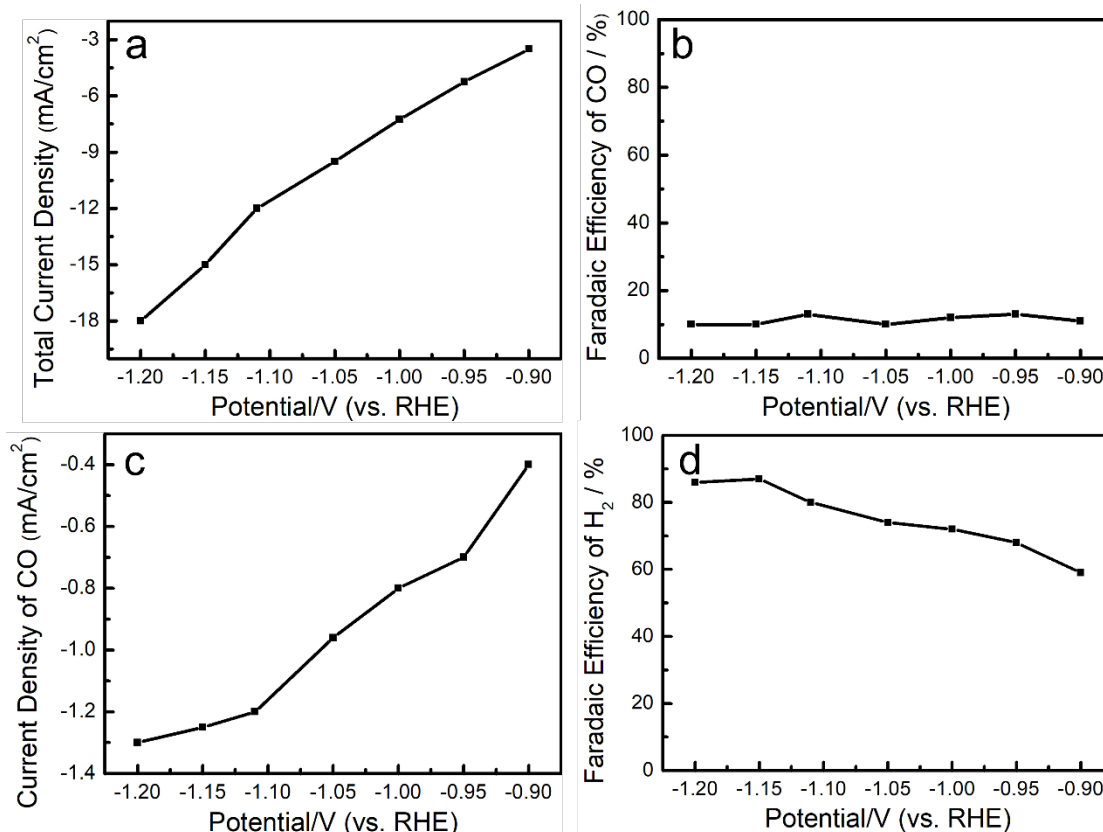 a
Total Current Density (mA/cm²)
-3
-6
-9
-12
-15
-18
-1.20 -1.15 -1.10 -1.05 -1.00 -0.95 -0.90
Potential/V (vs. RHE)
b
Faradaic Efficiency of CO / %
100
80
60
40
20
0
-1.20 -1.15 -1.10 -1.05 -1.00 -0.95 -0.90
Potential/V (vs. RHE)
c
Current Density of CO (mA/cm²)
-0.4
-0.6
-0.8
-1.0
-1.2
-1.4
-1.20 -1.15 -1.10 -1.05 -1.00 -0.95 -0.90
Potential/V (vs. RHE)
d
Faradaic Efficiency of H₂ / %
100
80
60
40
20
0
-1.20 -1.15 -1.10 -1.05 -1.00 -0.95 -0.90
Potential/V (vs. RHE)